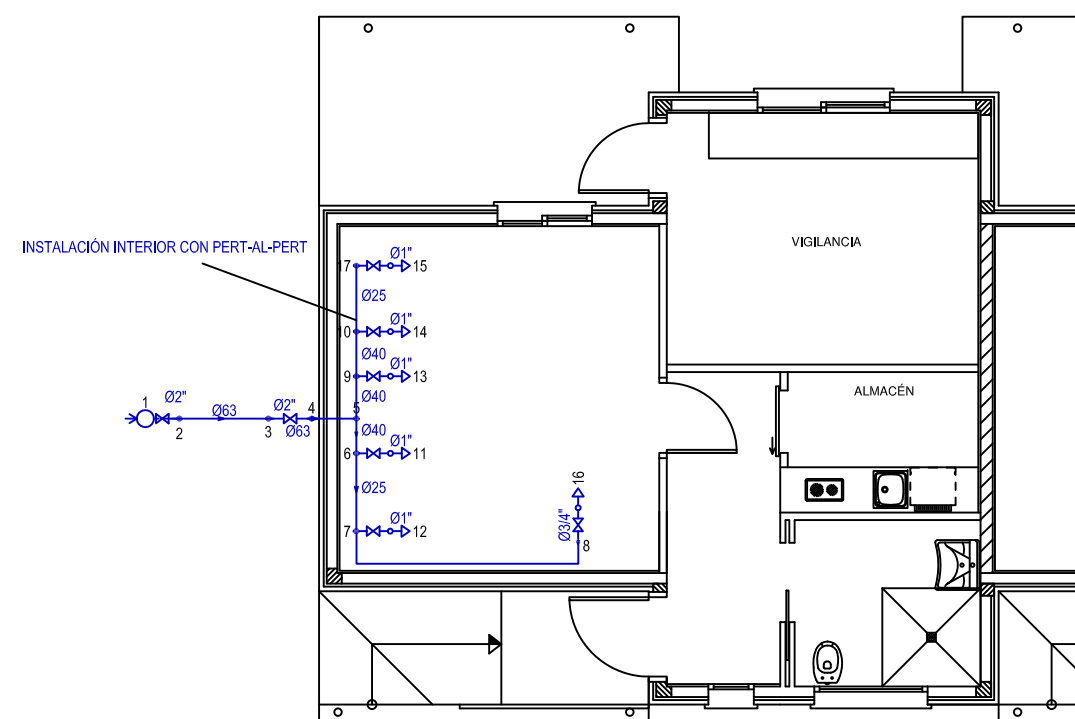 VIGILANCIA
INSTALACIÓN INTERIOR CON PERT-AL-PERT
Ø1"
17
15
Ø25
Ø1"
10
14
Ø40
Ø1"
9
13
ALMACÉN
Ø40
Ø2"
1
Ø63
2
Ø2"
3
Ø63
4
5
Ø40
Ø1"
6
11
Ø25
16
Ø1"
7
12
Ø3/4"
8